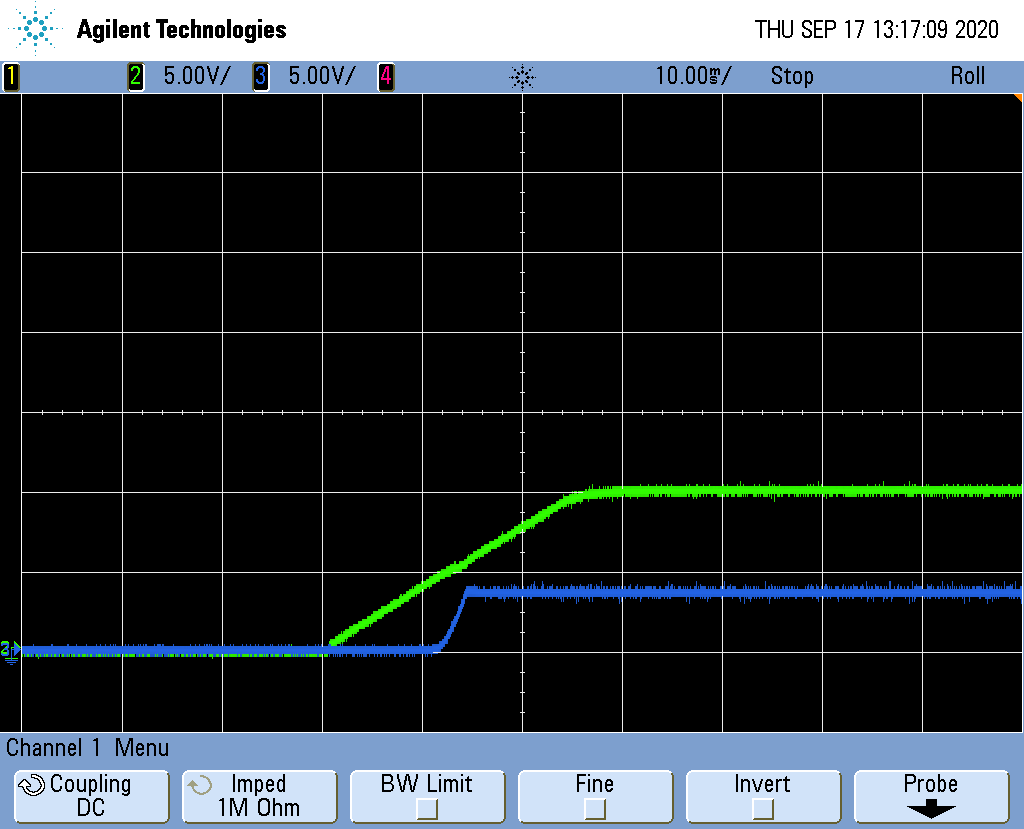 Agilent Technologies
THU SEP 17 13:17:09 2020
1 2 5.00V/ 3 5.00V/ 4 10.00ms/ Stop Roll
Channel 1 Menu
Coupling Imped BW Limit Fine Invert Probe
DC 1M Ohm